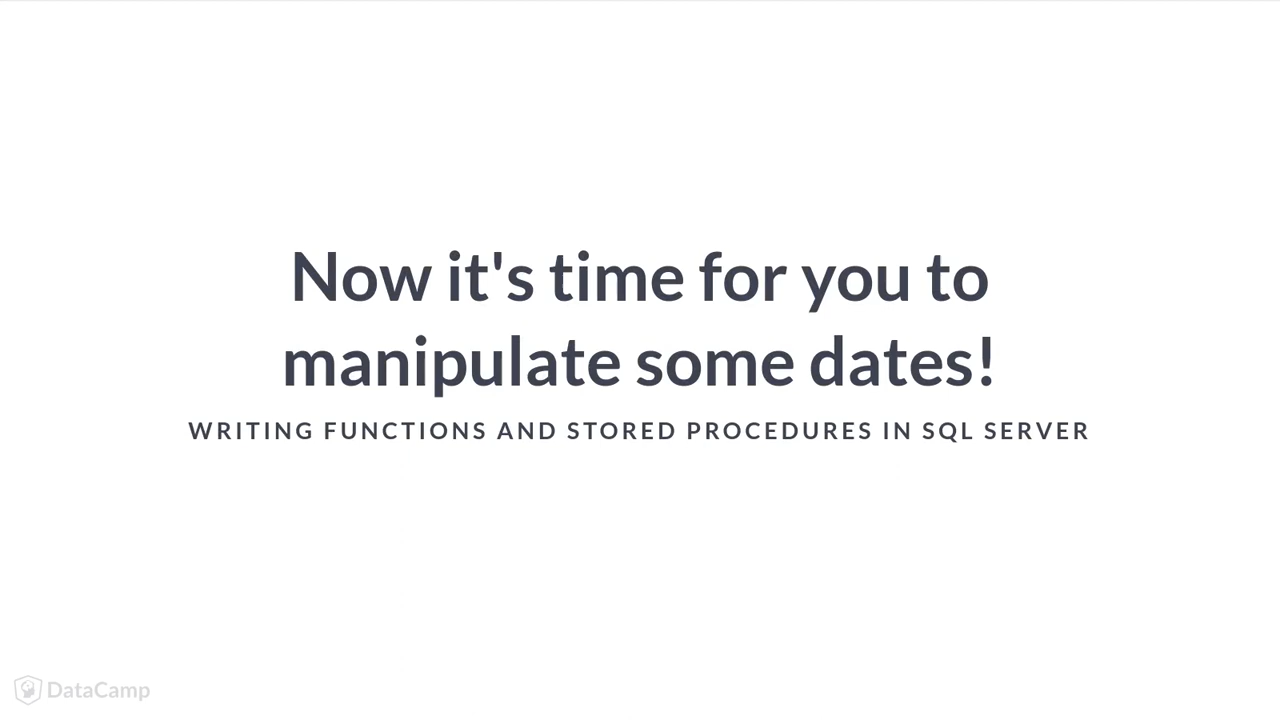 Now it's time for you to
manipulate some dates!
WRITING FUNCTIONS AND STORED PROCEDURES IN SQL SERVER
DataCamp